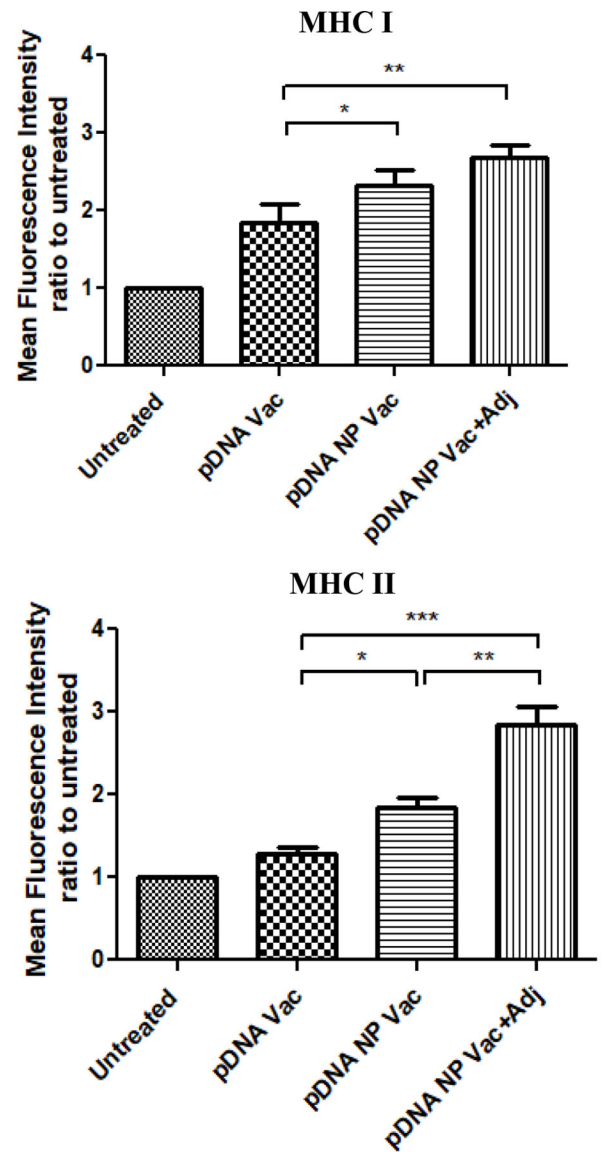 MHC I
Mean Fluorescence Intensity
ratio to untreated
4
3
2
1
0
**
*
Untreated
pDNA Vac
pDNA NP Vac
pDNA NP Vac+Adj
MHC II
Mean Fluorescence Intensity
ratio to untreated
4
3
2
1
0
***
*
**
Untreated
pDNA Vac
pDNA NP Vac
pDNA NP Vac+Adj